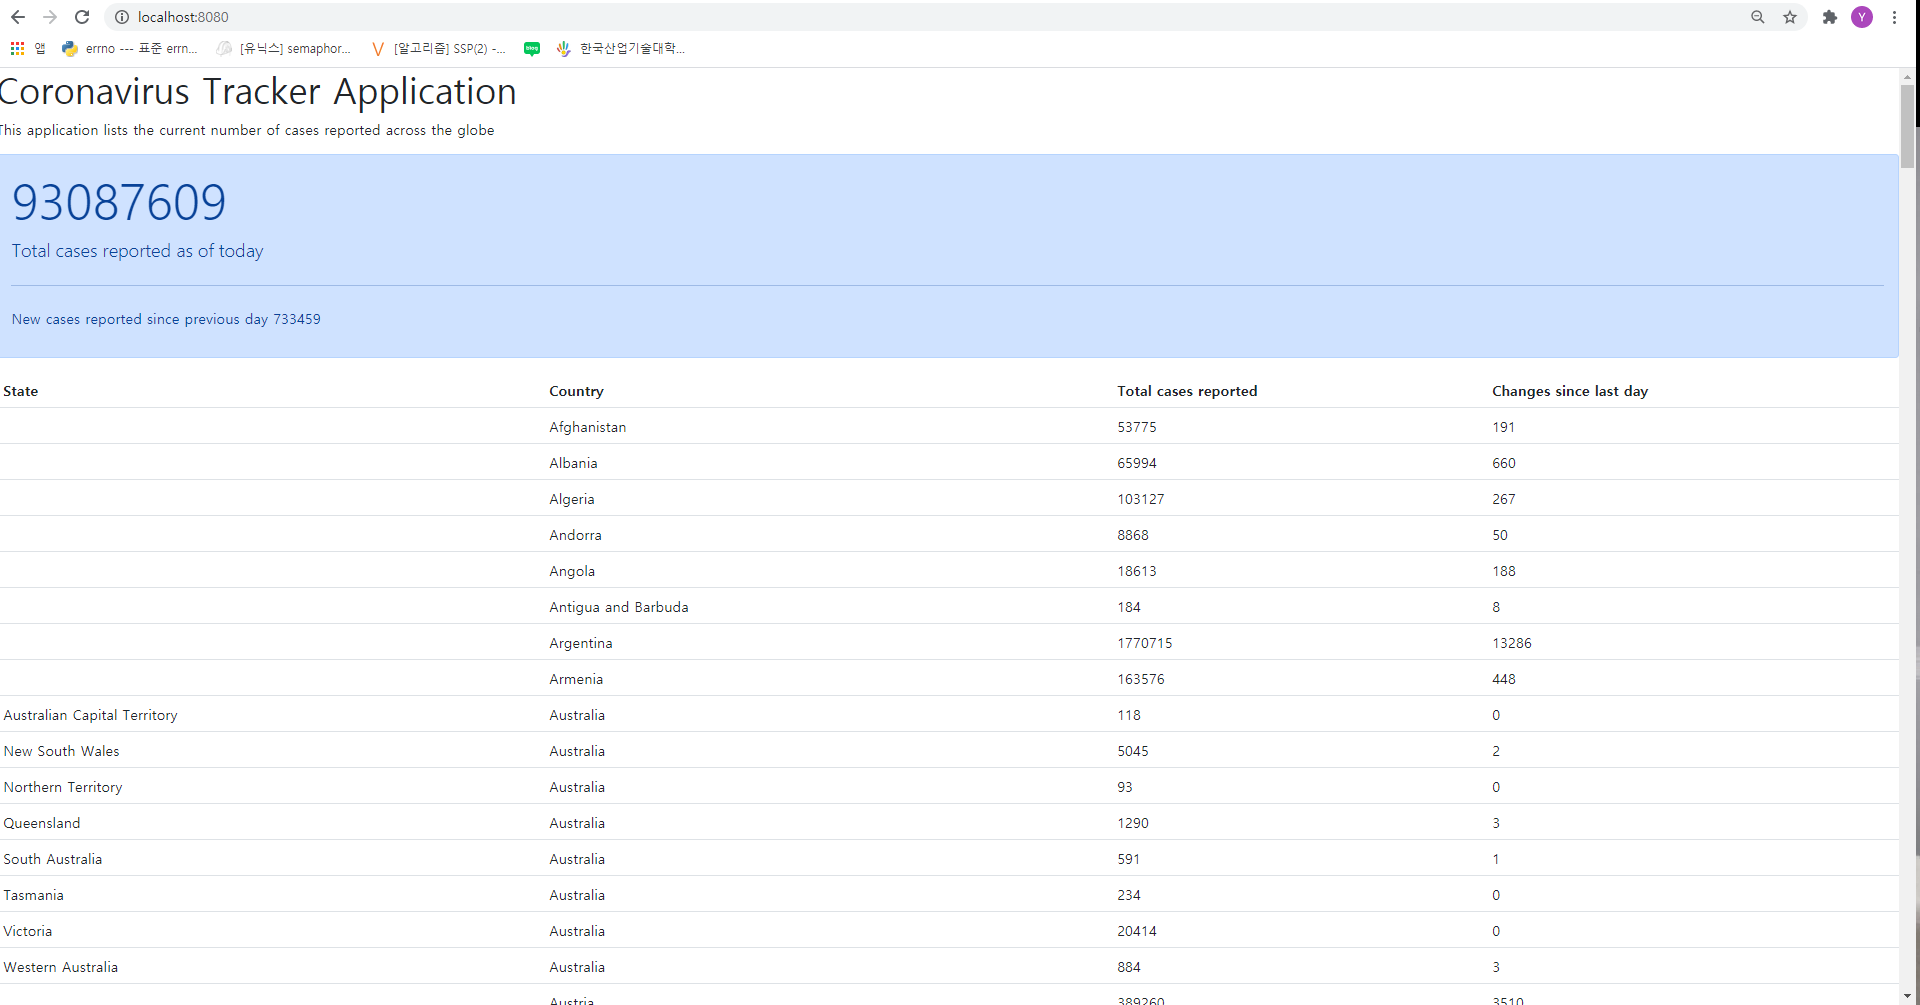 localhost:8080
Y
앱 errno --- 표준 errn... [유닉스] semaphor... [알고리즘] SSP(2) -... blog 한국산업기술대학...
Coronavirus Tracker Application
This application lists the current number of cases reported across the globe
93087609
Total cases reported as of today
New cases reported since previous day 733459
State Country Total cases reported Changes since last day
Afghanistan 53775 191
Albania 65994 660
Algeria 103127 267
Andorra 8868 50
Angola 18613 188
Antigua and Barbuda 184 8
Argentina 1770715 13286
Armenia 163576 448
Australian Capital Territory Australia 118 0
New South Wales Australia 5045 2
Northern Territory Australia 93 0
Queensland Australia 1290 3
South Australia Australia 591 1
Tasmania Australia 234 0
Victoria Australia 20414 0
Western Australia Australia 884 3
Austria 389260 3510